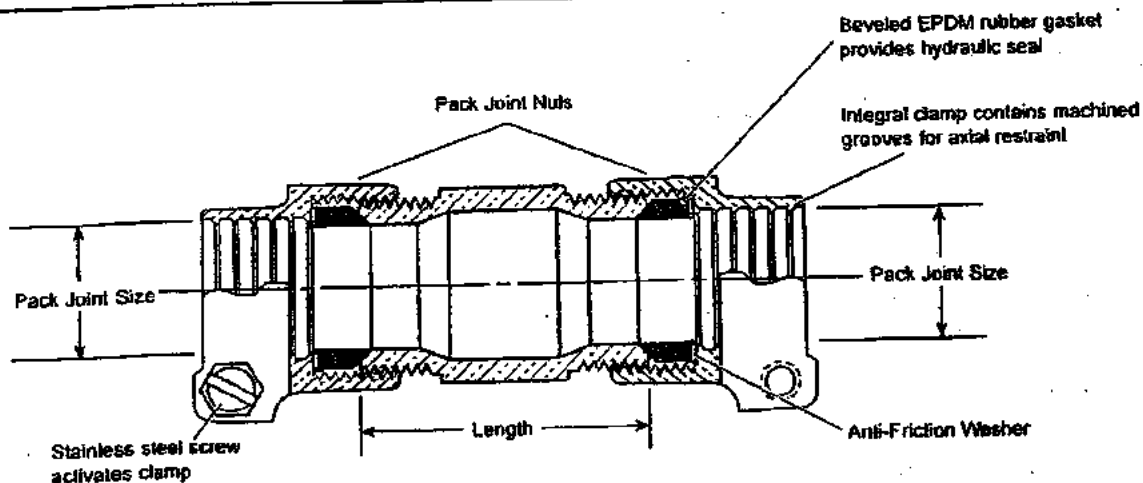 Beveled EPDM rubber gasket
provides hydraulic seal
Pack Joint Nuts
Integral clamp contains machined
grooves for axial restraint
Pack Joint Size
Pack Joint Size
Length
Anti-Friction Washer
Stainless steel screw
activates clamp